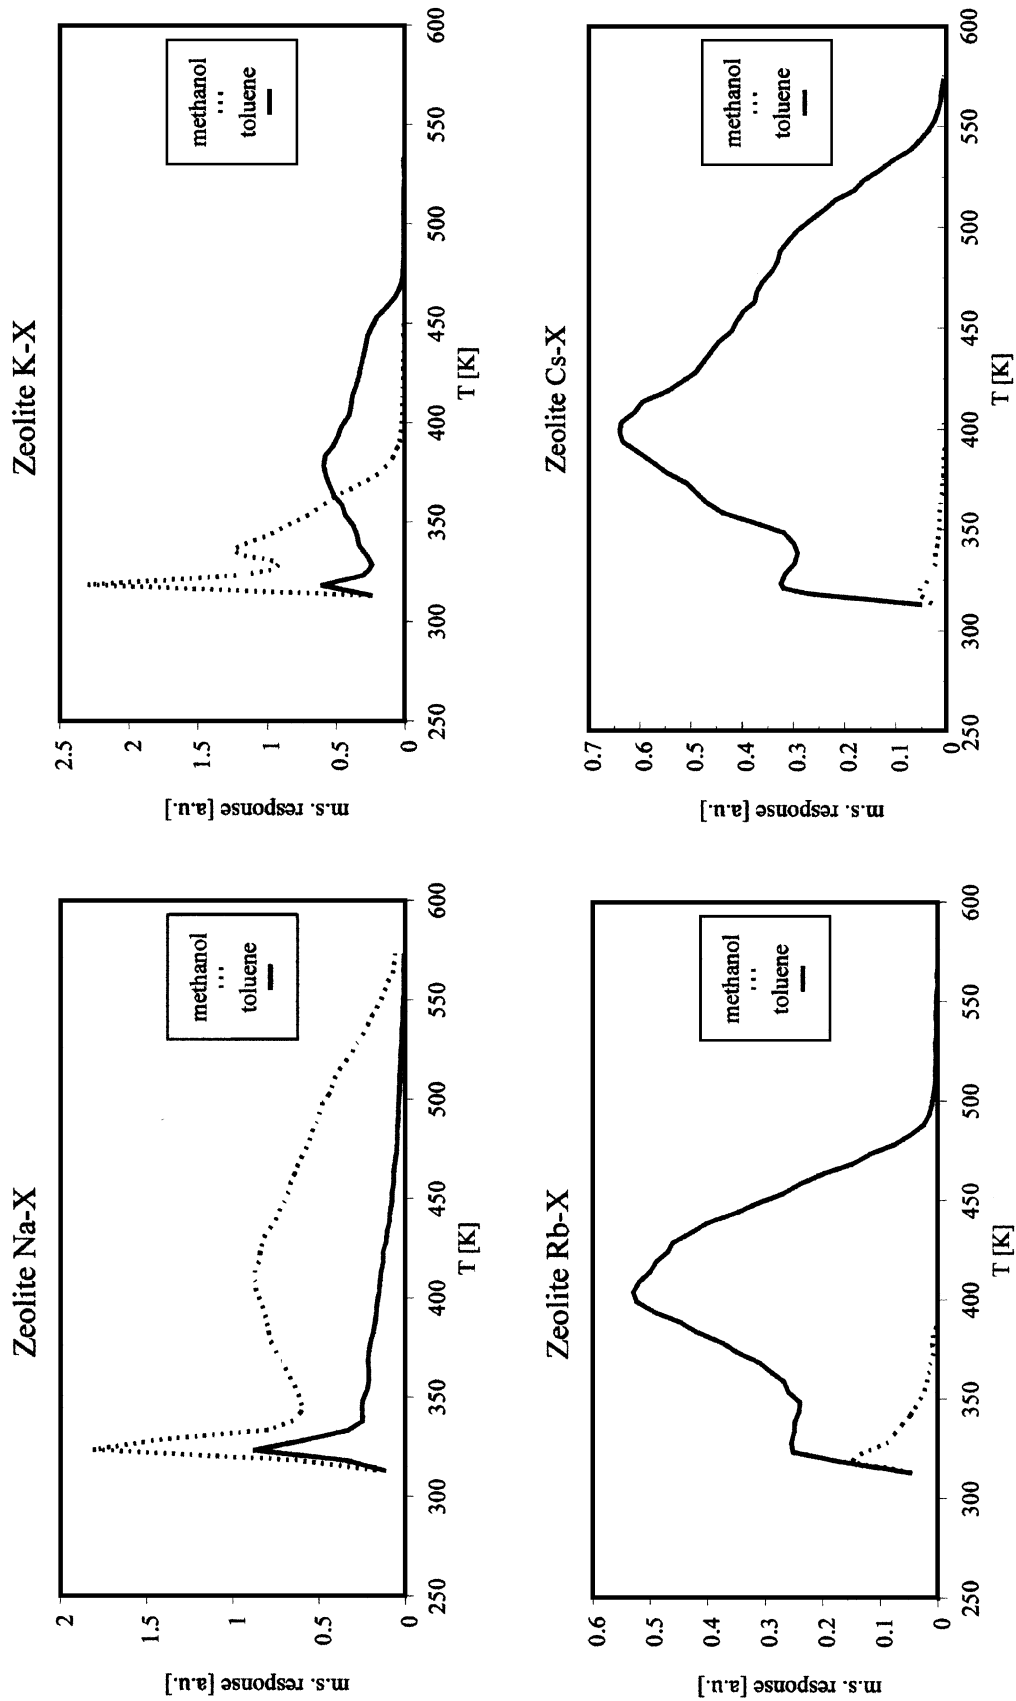 Zeolite Na-X
m.s. response [a.u.]
2
1.5
1
0.5
0
250
300
350
400
450
500
550
600
T [K]
methanol
toluene
Zeolite K-X
m.s. response [a.u.]
2.5
2
1.5
1
0.5
0
250
300
350
400
450
500
550
600
T [K]
methanol
toluene
Zeolite Rb-X
m.s. response [a.u.]
0.6
0.5
0.4
0.3
0.2
0.1
0
250
300
350
400
450
500
550
600
T [K]
methanol
toluene
Zeolite Cs-X
m.s. response [a.u.]
0.7
0.6
0.5
0.4
0.3
0.2
0.1
0
250
300
350
400
450
500
550
600
T [K]
methanol
toluene